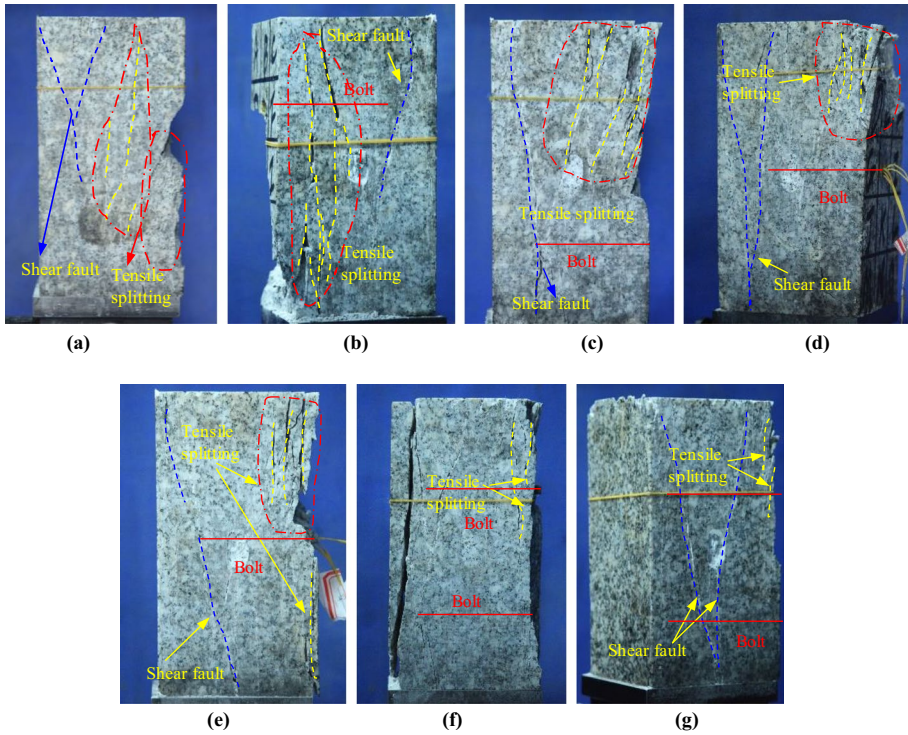 Shear fault
Tensile
splitting
(a)
Shear fault
Bolt
Tensile
splitting
(b)
Tensile splitting
Bolt
Shear fault
(c)
Tensile
splitting
Bolt
Shear fault
(d)
Tensile
splitting
Bolt
Shear fault
(e)
Tensile
splitting
Bolt
Bolt
(f)
Tensile
splitting
Shear fault
Bolt
(g)